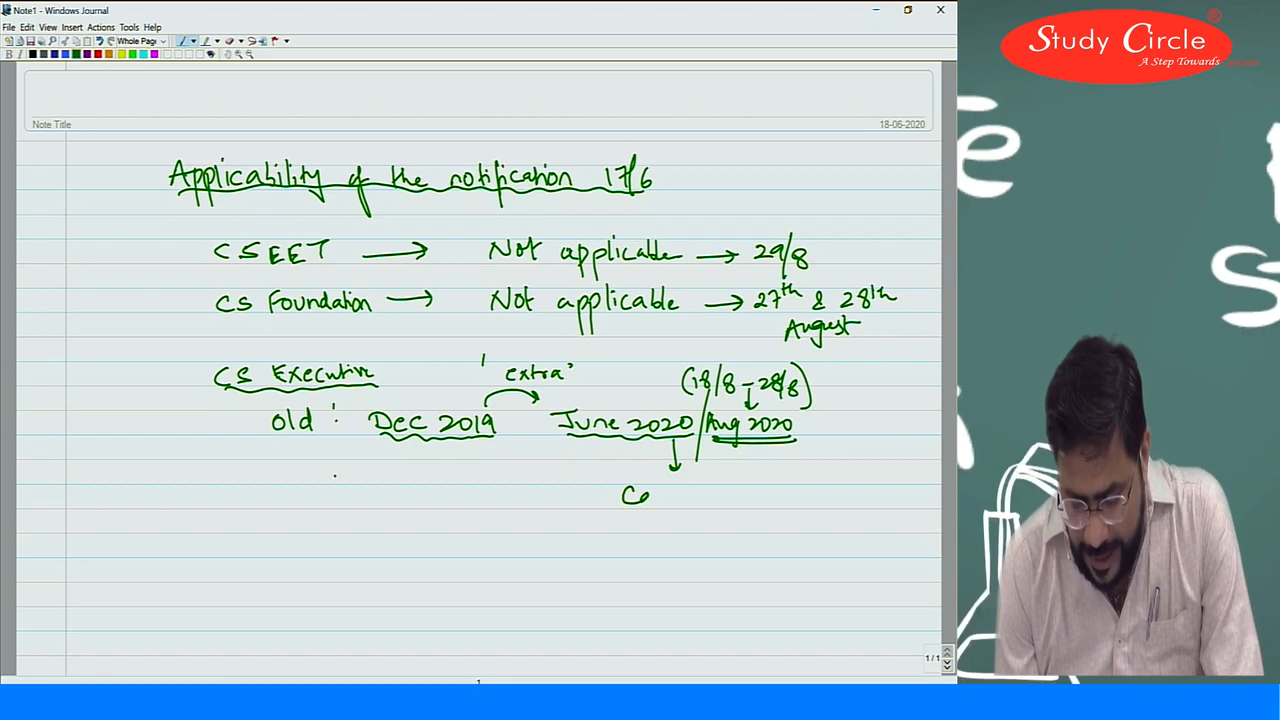 Note1 - Windows Journal
File Edit View Insert Actions Tools Help
Whole Page
B I
Note Title
18-06-2020
Applicability of the notification 17/6
CSEET → Not applicable → 29/8
CS Foundation → Not applicable → 27th & 28th
August
CS Executive
' extra '
(18/8 - 28/8)
Old : Dec 2019 June 2020 / Aug 2020
Co
1/1
Study Circle
®
A Step Towards